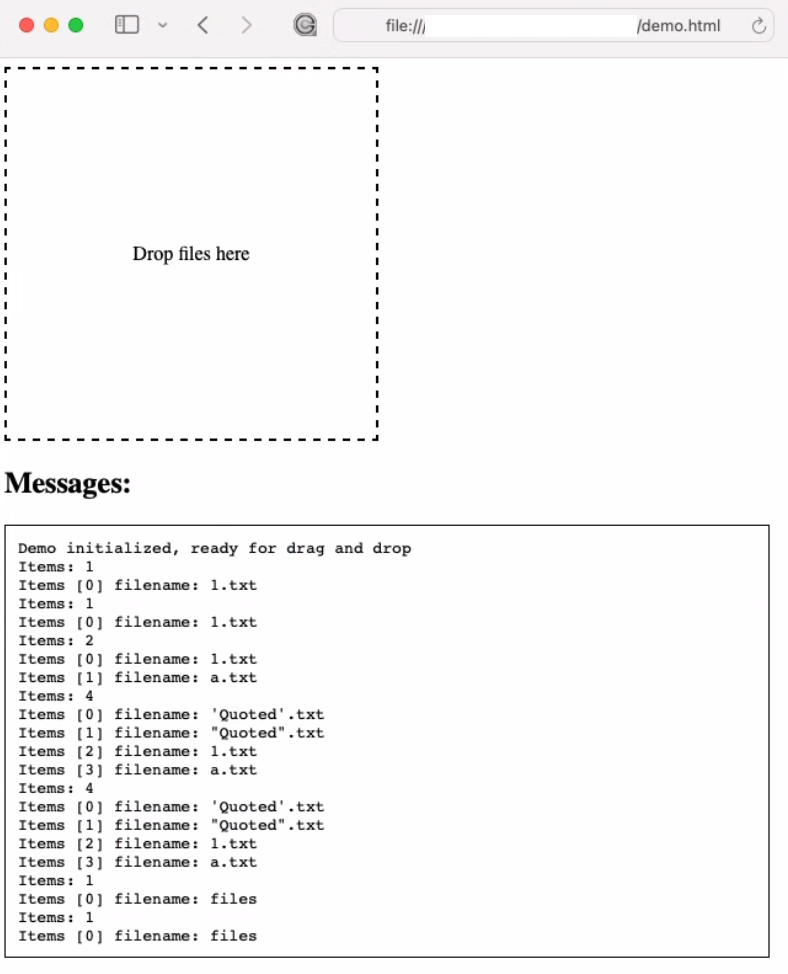 file:/// /demo.html
Drop files here
Messages:
Demo initialized, ready for drag and drop
Items: 1
Items [0] filename: 1.txt
Items: 1
Items [0] filename: 1.txt
Items: 2
Items [0] filename: 1.txt
Items [1] filename: a.txt
Items: 4
Items [0] filename: 'Quoted'.txt
Items [1] filename: "Quoted".txt
Items [2] filename: 1.txt
Items [3] filename: a.txt
Items: 4
Items [0] filename: 'Quoted'.txt
Items [1] filename: "Quoted".txt
Items [2] filename: 1.txt
Items [3] filename: a.txt
Items: 1
Items [0] filename: files
Items: 1
Items [0] filename: files